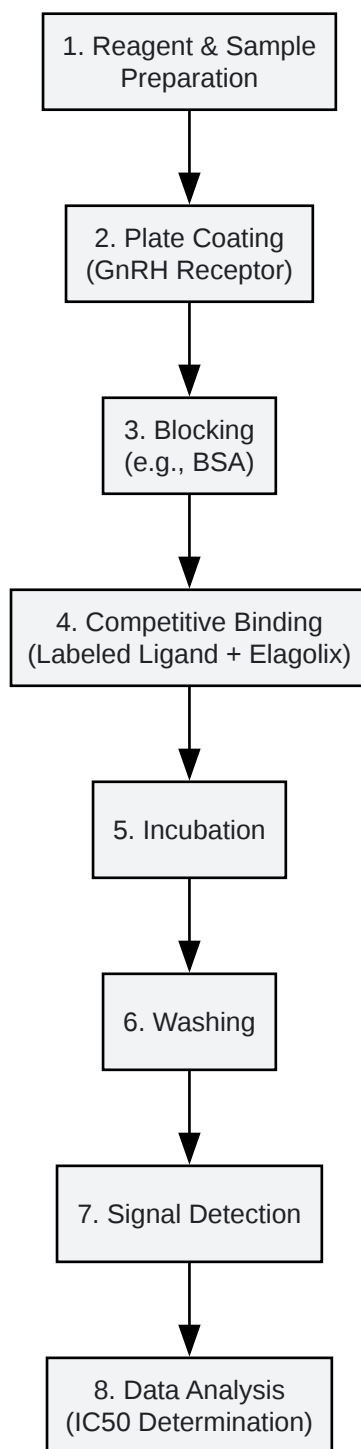 1. Reagent & Sample
Preparation
2. Plate Coating
(GnRH Receptor)
3. Blocking
(e.g., BSA)
4. Competitive Binding
(Labeled Ligand + Elagolix)
5. Incubation
6. Washing
7. Signal Detection
8. Data Analysis
(IC50 Determination)